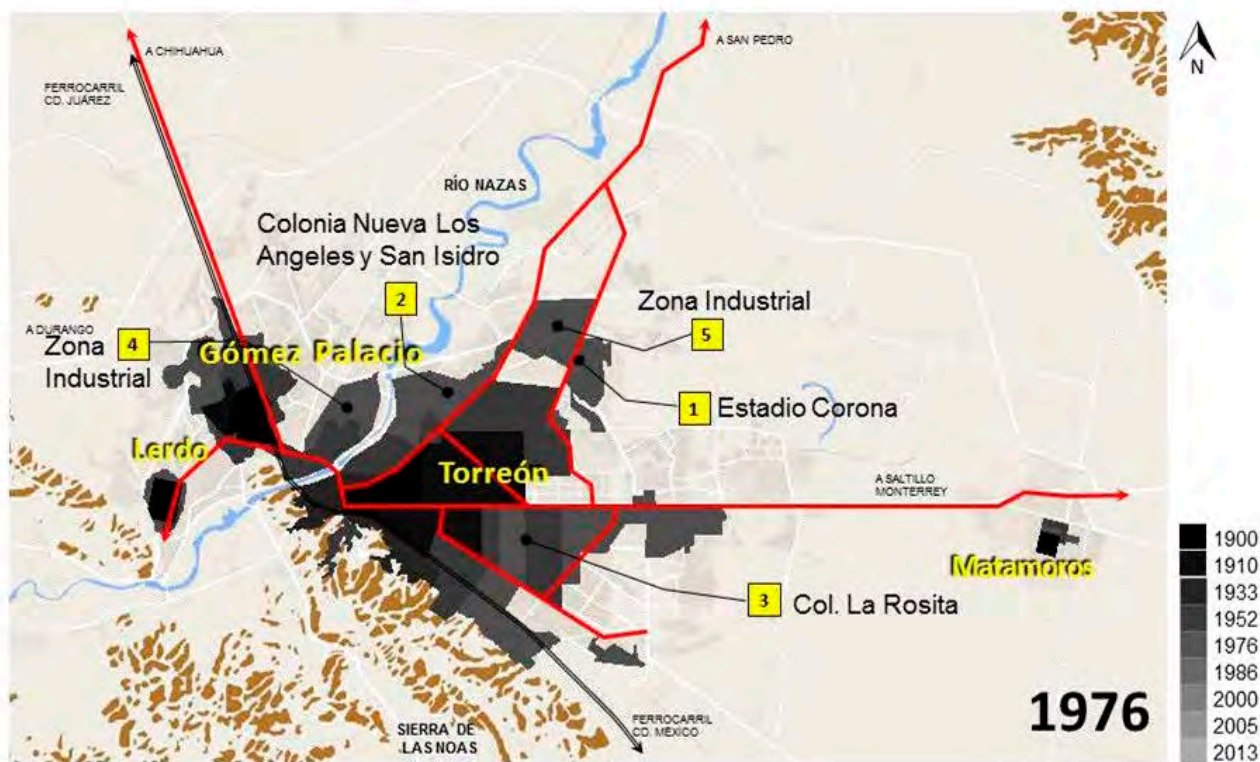 A SAN PEDRO
A CHIHUAHUA
N
FERROCARRIL
CD. JUÁREZ
RÍO NAZAS
Colonia Nueva Los
Angeles y San Isidro
2
Zona Industrial
5
A DURANGO
4
Zona
Industrial
Gómez Palacio
1
Estadio Corona
Lerdo
Torreón
A SALTILLO
MONTERREY
Matamoros
3
Col. La Rosita
1900
1910
1933
1952
1976
1986
2000
2005
2013
1976
FERROCARRIL
CD. MÉXICO
SIERRA DE
LAS NOAS